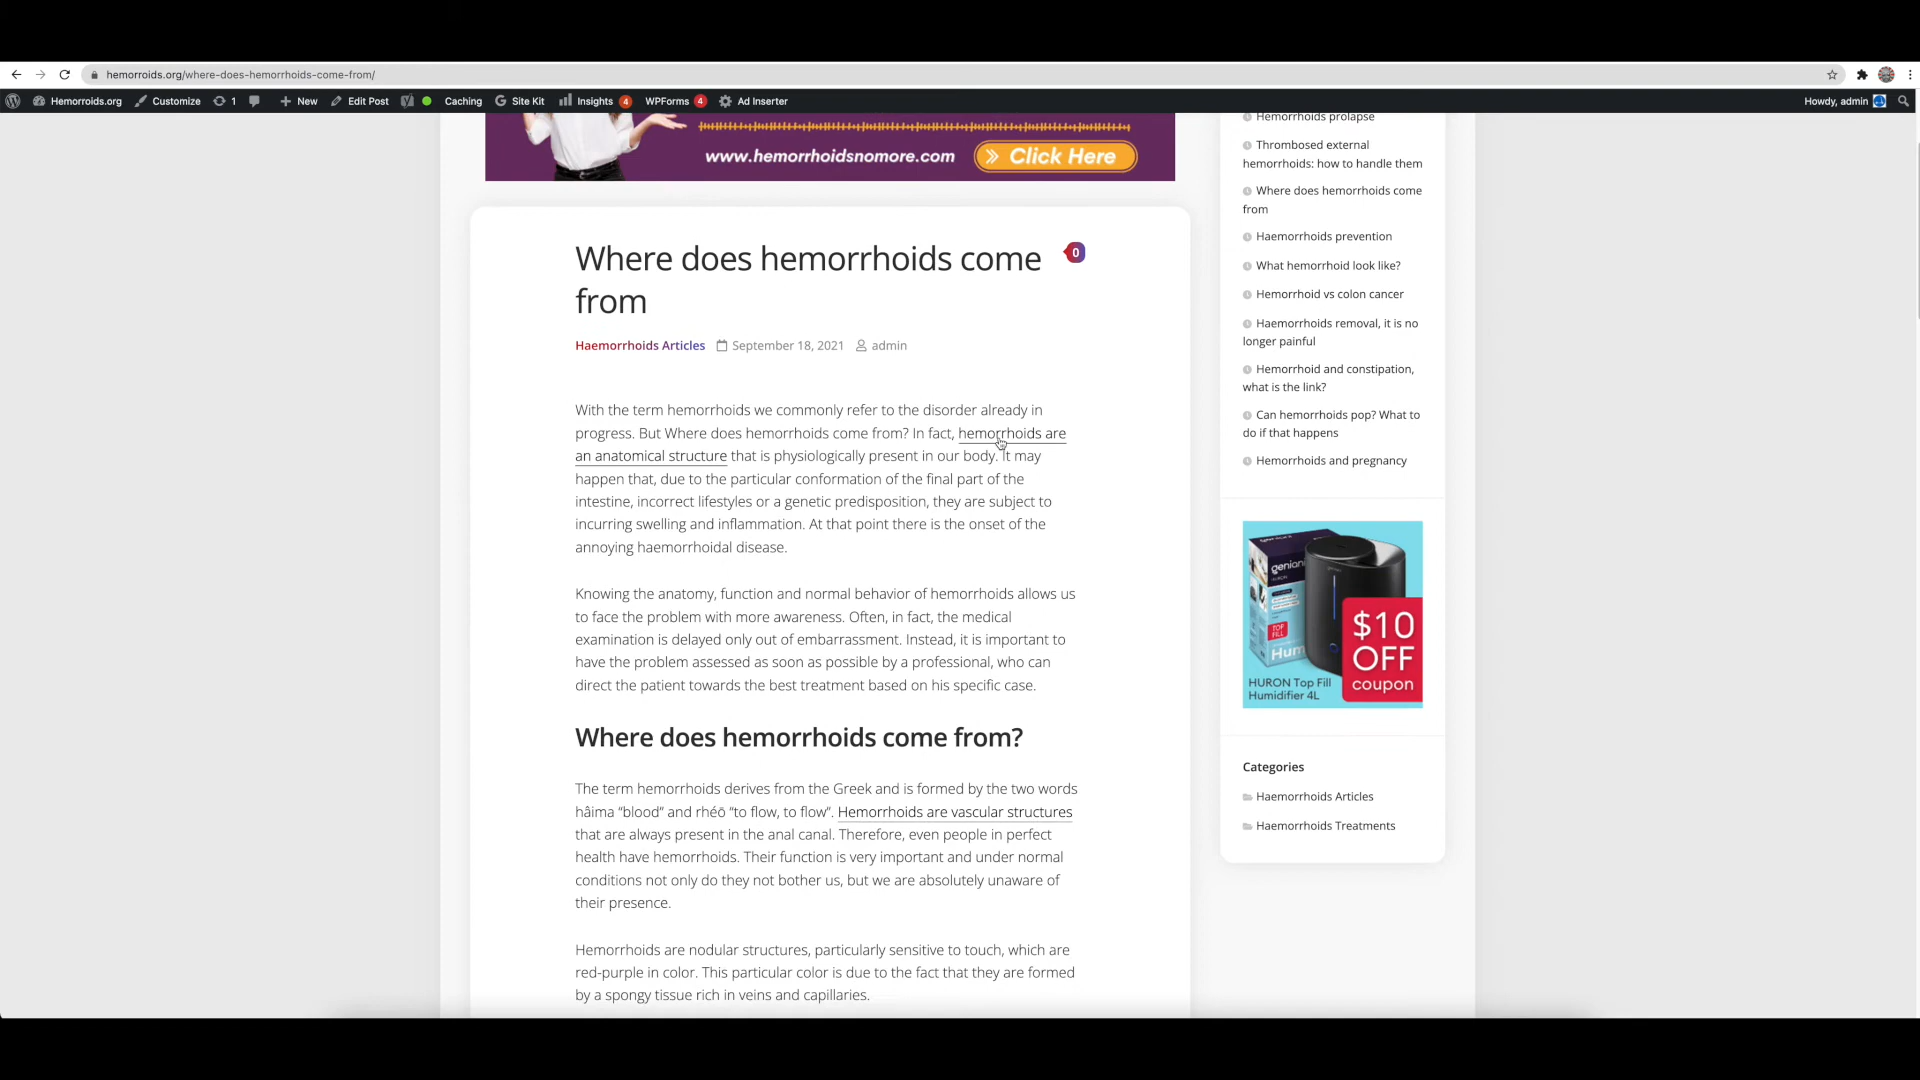 hemorroids.org/where-does-hemorrhoids-come-from/
Hemorroids.org Customize 1 New Edit Post Caching Site Kit Insights 4 WPForms 4 Ad Inserter Howdy, admin
www.hemorrhoidsnomore.com Click Here
Where does hemorrhoids come 0
from
Haemorrhoids Articles September 18, 2021 admin
With the term hemorrhoids we commonly refer to the disorder already in
progress. But Where does hemorrhoids come from? In fact, hemorrhoids are
an anatomical structure that is physiologically present in our body. It may
happen that, due to the particular conformation of the final part of the
intestine, incorrect lifestyles or a genetic predisposition, they are subject to
incurring swelling and inflammation. At that point there is the onset of the
annoying haemorrhoidal disease.
Knowing the anatomy, function and normal behavior of hemorrhoids allows us
to face the problem with more awareness. Often, in fact, the medical
examination is delayed only out of embarrassment. Instead, it is important to
have the problem assessed as soon as possible by a professional, who can
direct the patient towards the best treatment based on his specific case.
Where does hemorrhoids come from?
The term hemorrhoids derives from the Greek and is formed by the two words
hâima “blood” and rhéō “to flow, to flow”. Hemorrhoids are vascular structures
that are always present in the anal canal. Therefore, even people in perfect
health have hemorrhoids. Their function is very important and under normal
conditions not only do they not bother us, but we are absolutely unaware of
their presence.
Hemorrhoids are nodular structures, particularly sensitive to touch, which are
red-purple in color. This particular color is due to the fact that they are formed
by a spongy tissue rich in veins and capillaries.
Hemorrhoids prolapse
Thrombosed external
hemorrhoids: how to handle them
Where does hemorrhoids come
from
Haemorrhoids prevention
What hemorrhoid look like?
Hemorrhoid vs colon cancer
Haemorrhoids removal, it is no
longer painful
Hemorrhoid and constipation,
what is the link?
Can hemorrhoids pop? What to
do if that happens
Hemorrhoids and pregnancy
geniani
TOP
FILL
Hum
$10
OFF
coupon
HURON Top Fill
Humidifier 4L
Categories
Haemorrhoids Articles
Haemorrhoids Treatments